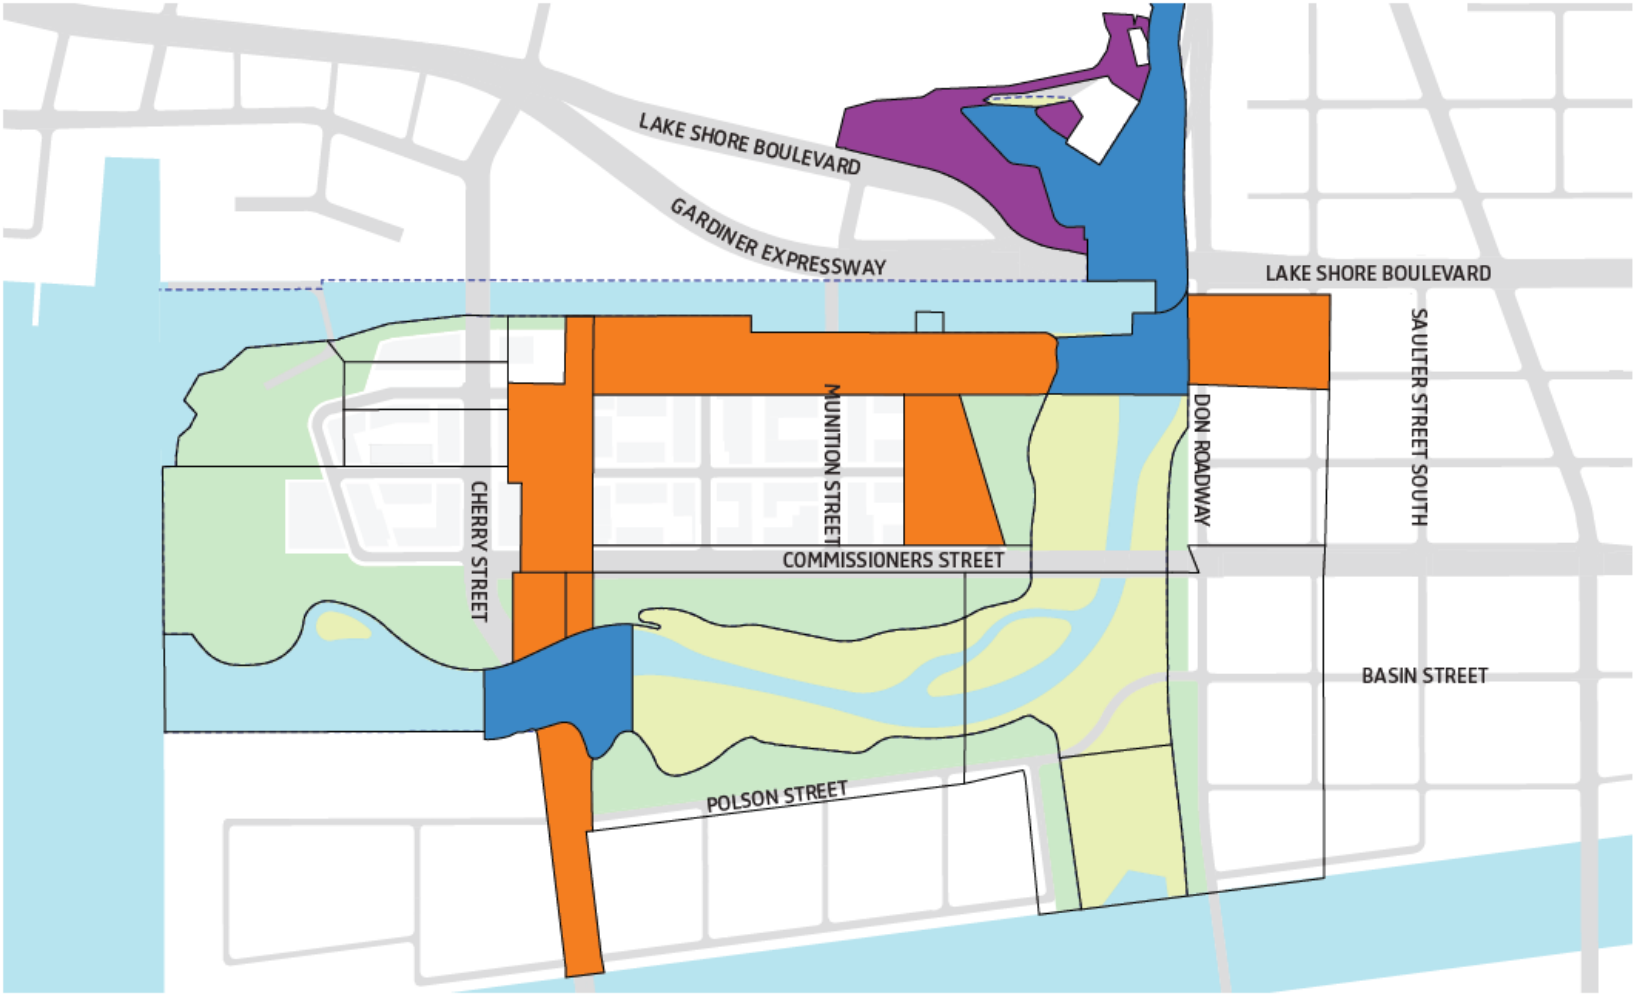 LAKE SHORE BOULEVARD
GARDINER EXPRESSWAY
LAKE SHORE BOULEVARD
SAULTER STREET SOUTH
MUNITION STREET
DON ROADWAY
CHERRY STREET
COMMISSIONERS STREET
BASIN STREET
POLSON STREET